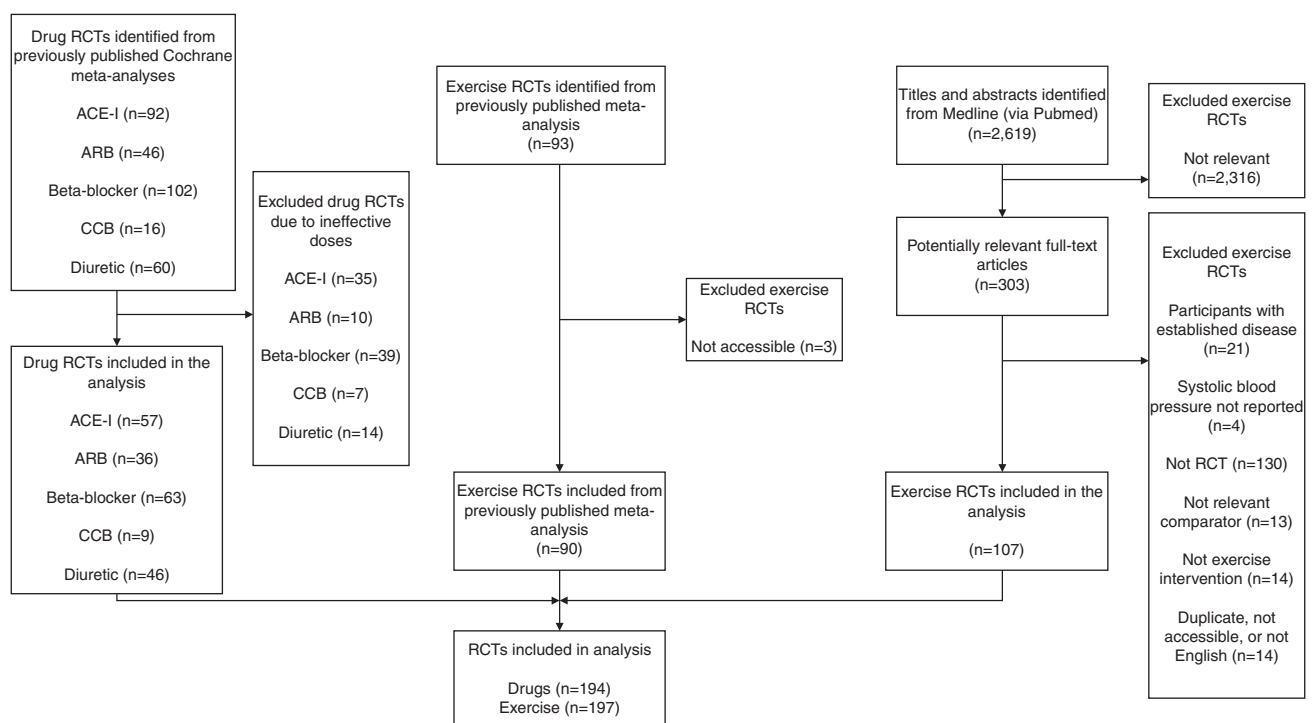 Drug RCTs identified from
previously published Cochrane
meta-analyses
ACE-I (n=92)
ARB (n=46)
Beta-blocker (n=102)
CCB (n=16)
Diuretic (n=60)
Excluded drug RCTs
due to ineffective
doses
ACE-I (n=35)
ARB (n=10)
Beta-blocker (n=39)
CCB (n=7)
Diuretic (n=14)
Drug RCTs included in the
analysis
ACE-I (n=57)
ARB (n=36)
Beta-blocker (n=63)
CCB (n=9)
Diuretic (n=46)
Exercise RCTs identified from
previously published meta-
analysis
(n=93)
Excluded exercise
RCTs
Not accessible (n=3)
Exercise RCTs included from
previously published meta-
analysis
(n=90)
Titles and abstracts identified
from Medline (via Pubmed)
(n=2,619)
Excluded exercise
RCTs
Not relevant
(n=2,316)
Potentially relevant full-text
articles
(n=303)
Excluded exercise
RCTs
Participants with
established disease
(n=21)
Systolic blood
pressure not reported
(n=4)
Not RCT (n=130)
Not relevant
comparator (n=13)
Not exercise
intervention (n=14)
Duplicate, not
accessible, or not
English (n=14)
Exercise RCTs included in the
analysis
(n=107)
RCTs included in analysis
Drugs (n=194)
Exercise (n=197)